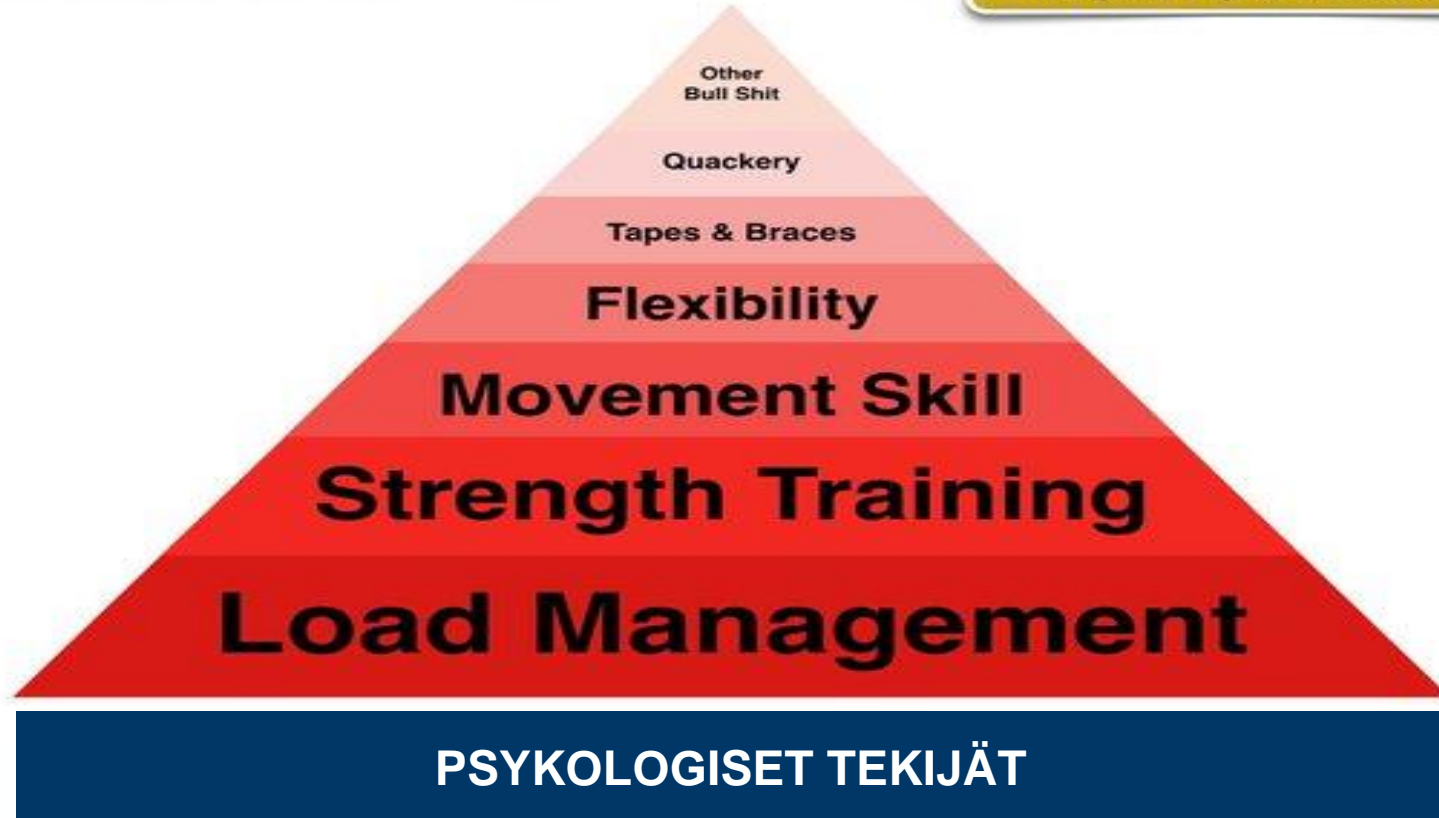 Other
Bull Shit
Quackery
Tapes & Braces
Flexibility
Movement Skill
Strength Training
Load Management
PSYKOLOGISET TEKIJÄT